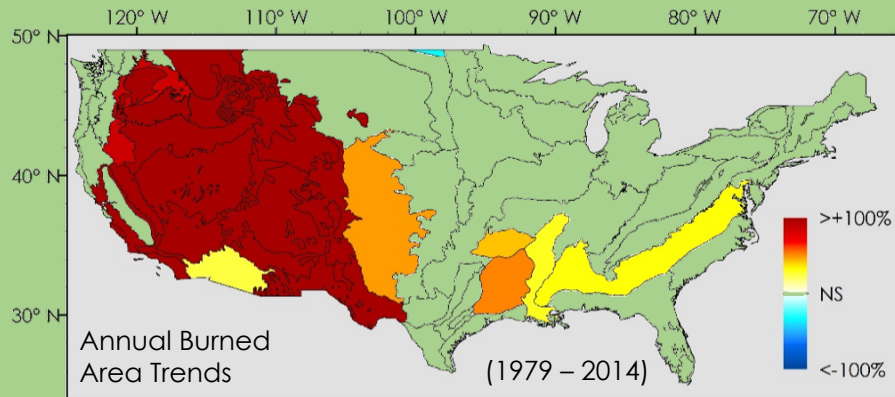 120° W 110° W 100° W 90° W 80° W 70° W
50° N
40° N
30° N
>+100%
NS
<-100%
Annual Burned
Area Trends
(1979 – 2014)